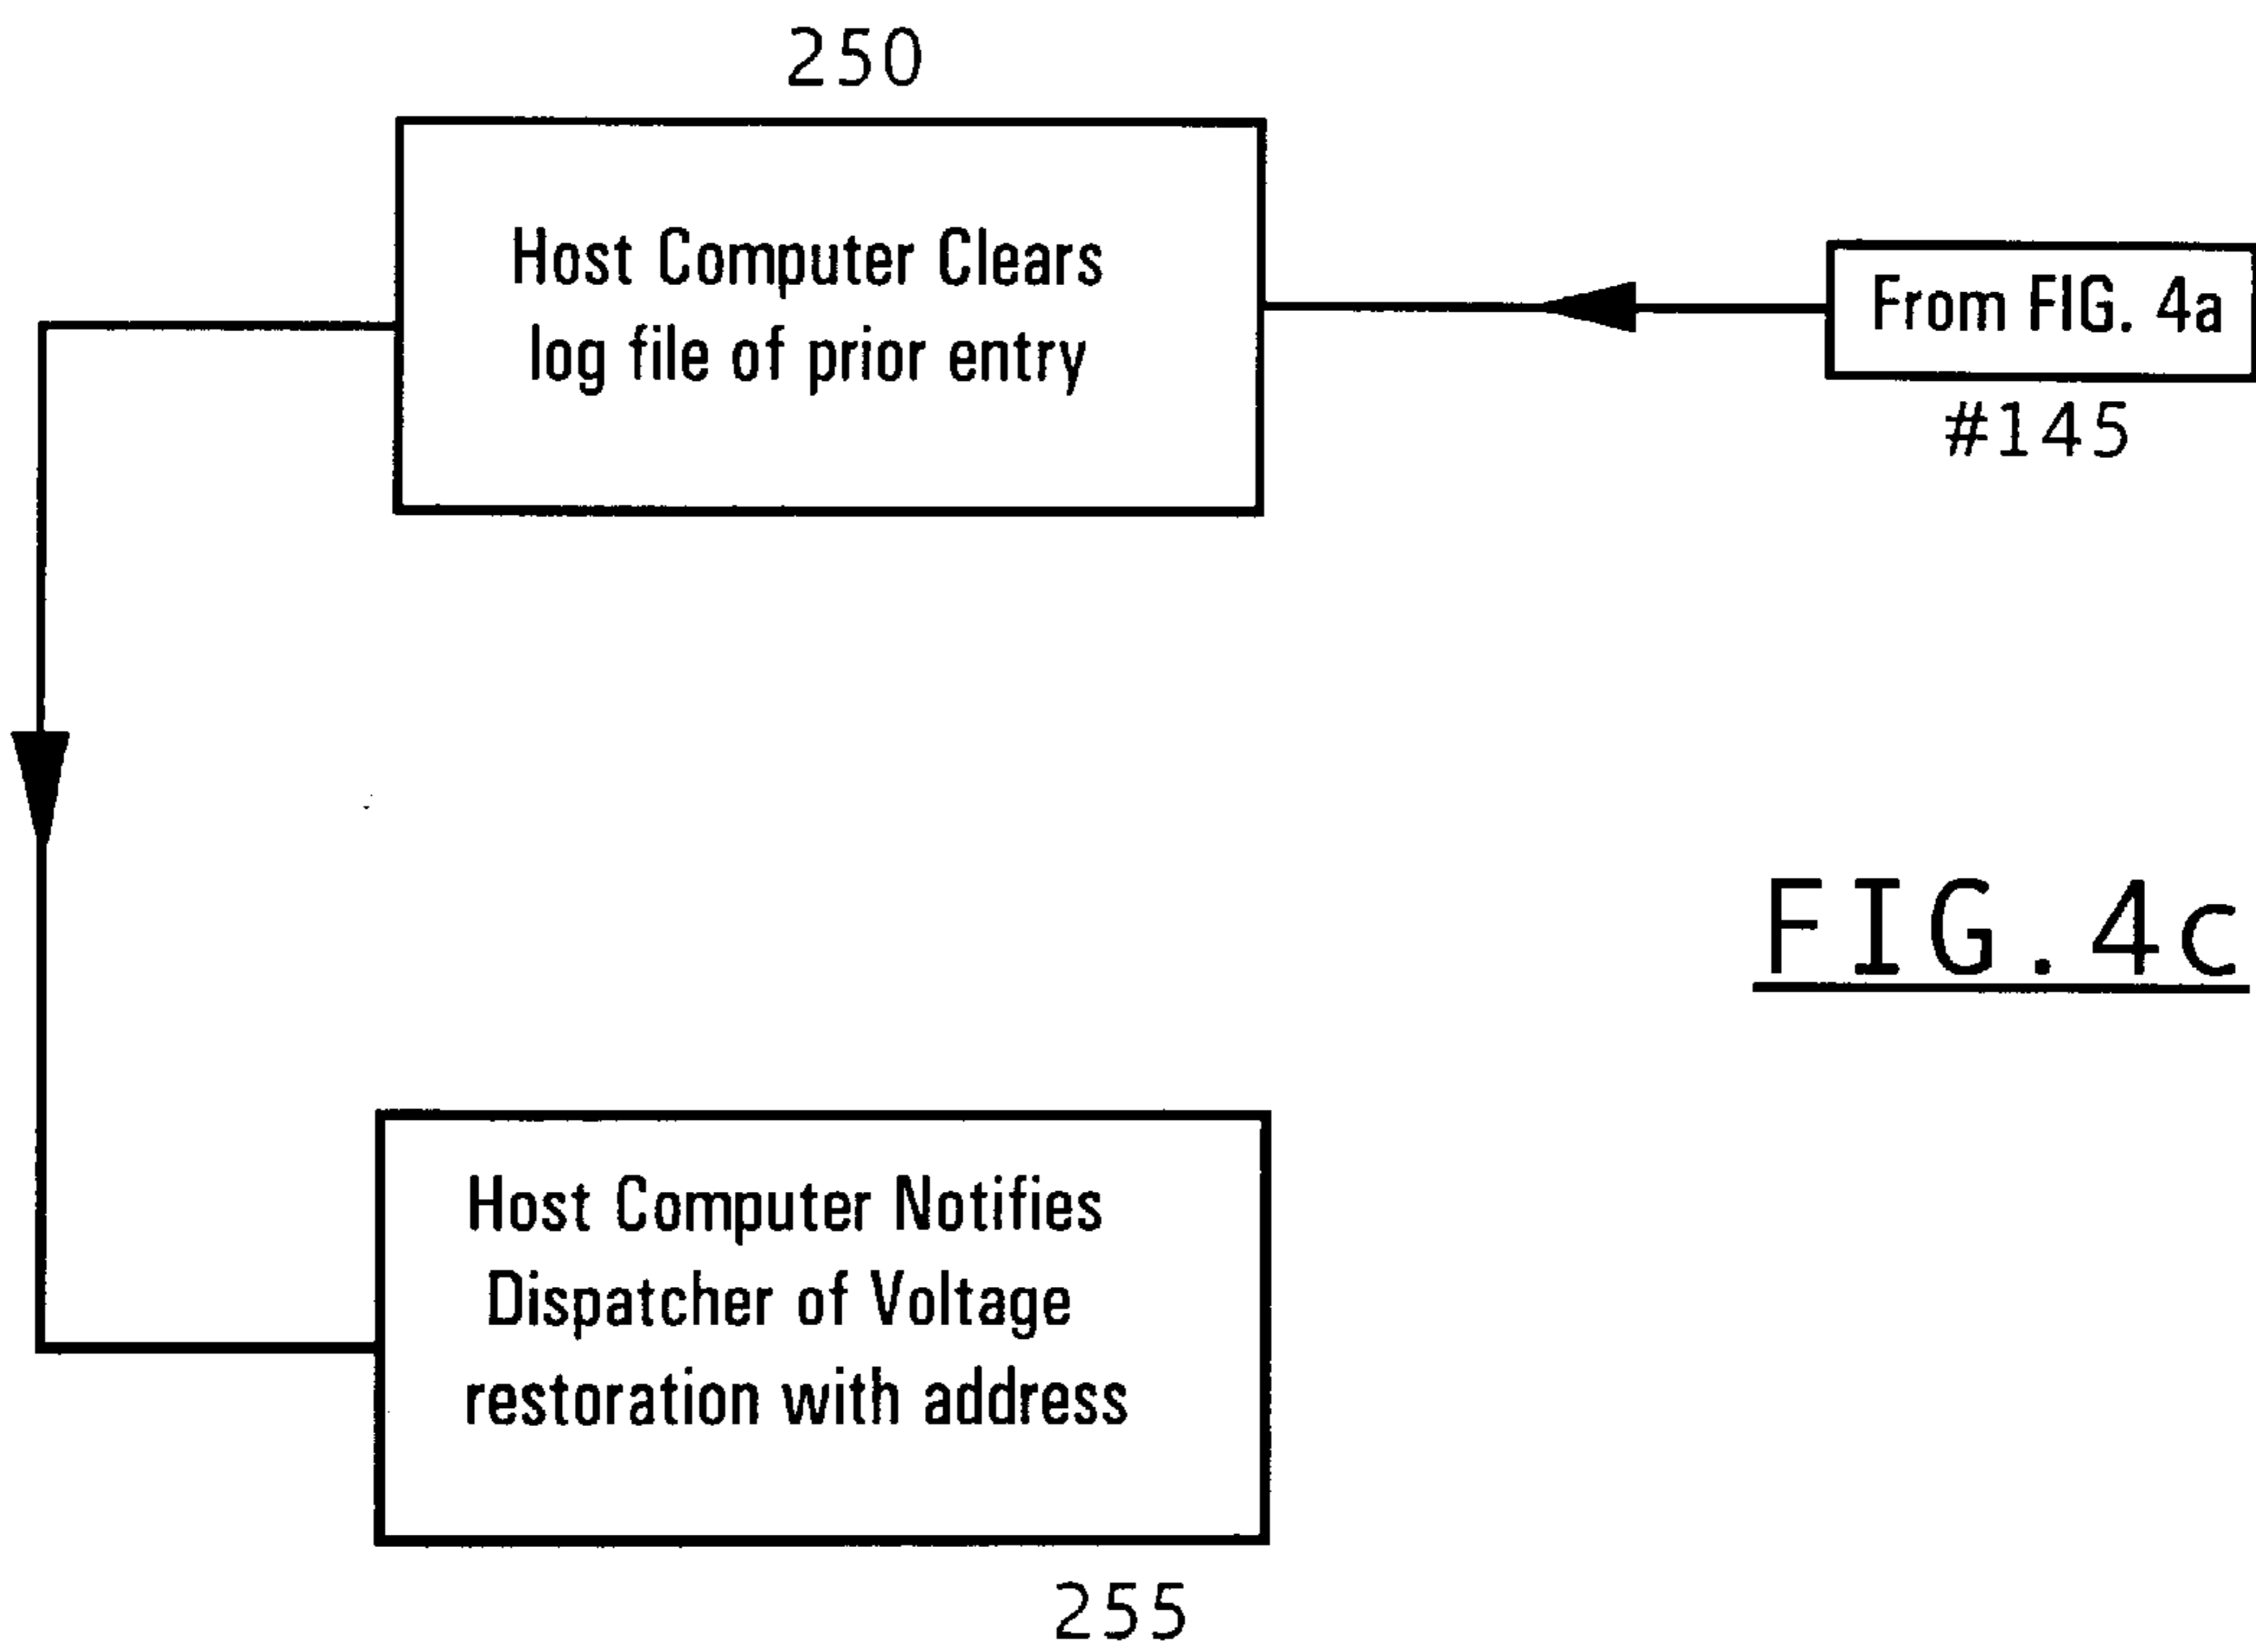 250
Host Computer Clears
log file of prior entry
From FIG. 4a
#145
FIG.4c
Host Computer Notifies
Dispatcher of Voltage
restoration with address
255